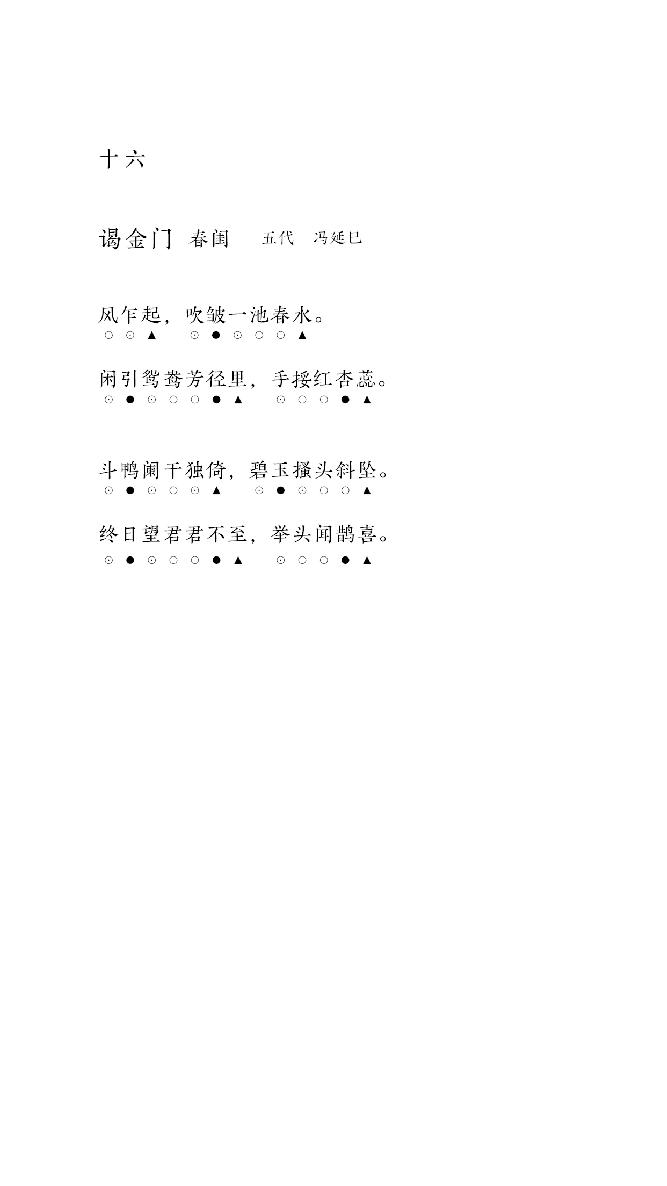 十六
谒金门 春闺 五代 冯延巳
风乍起，吹皱一池春水。
⊙⊙▲ ⊙●⊙○○▲
闲引鸳鸯芳径里，手挼红杏蕊。
⊙●⊙○○●▲ ⊙○○●▲
斗鸭阑干独倚，碧玉搔头斜坠。
⊙●⊙○⊙▲ ⊙●⊙○○▲
终日望君君不至，举头闻鹊喜。
⊙●⊙○○●▲ ⊙○○●▲